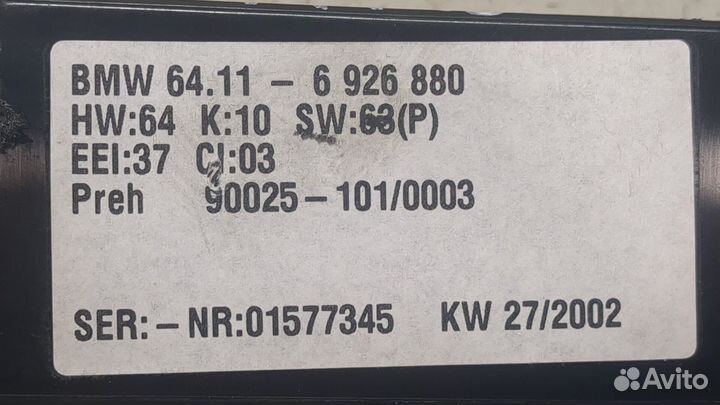 BMW 64.11 - 6 926 880
HW:64 K:10 SW:63(P)
EEI:37 CI:03
Preh 90025-101/0003
SER:-NR:01577345 KW 27/2002
Avito